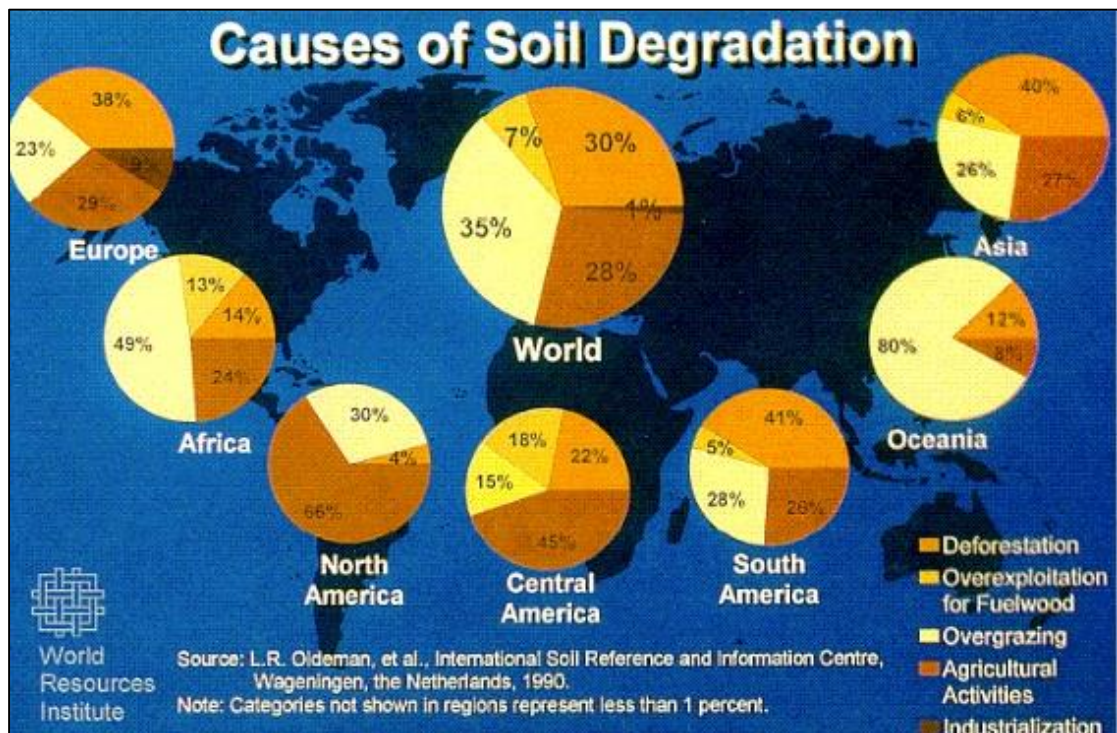 Causes of Soil Degradation
38%
23%
9%
29%
Europe
7%
30%
35%
1%
28%
World
40%
6%
26%
27%
Asia
13%
14%
49%
24%
Africa
30%
4%
66%
North
America
18%
22%
15%
45%
Central
America
41%
5%
28%
26%
South
America
12%
80%
8%
Oceania
Deforestation
Overexploitation
for Fuelwood
Overgrazing
Agricultural
Activities
Industrialization
World
Resources
Institute
Source: L.R. Oldeman, et al., International Soil Reference and Information Centre,
Wageningen, the Netherlands, 1990.
Note: Categories not shown in regions represent less than 1 percent.